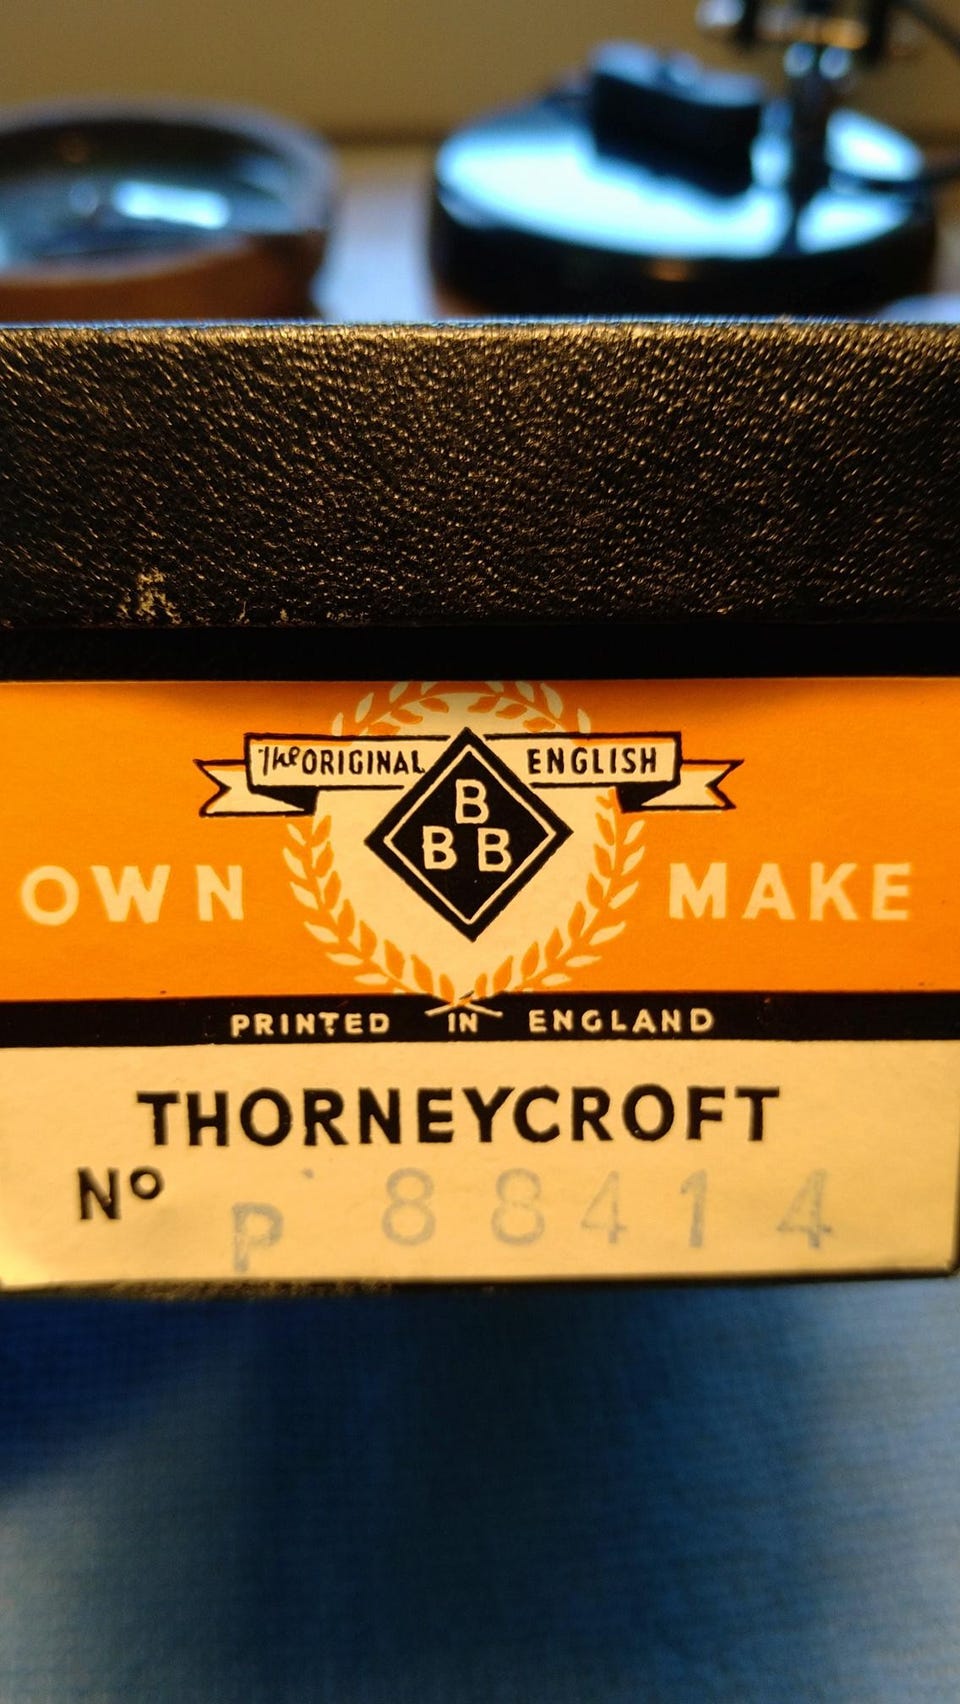 The ORIGINAL ENGLISH
B
B B
OWN MAKE
PRINTED IN ENGLAND
THORNEYCROFT
Nº P 88414